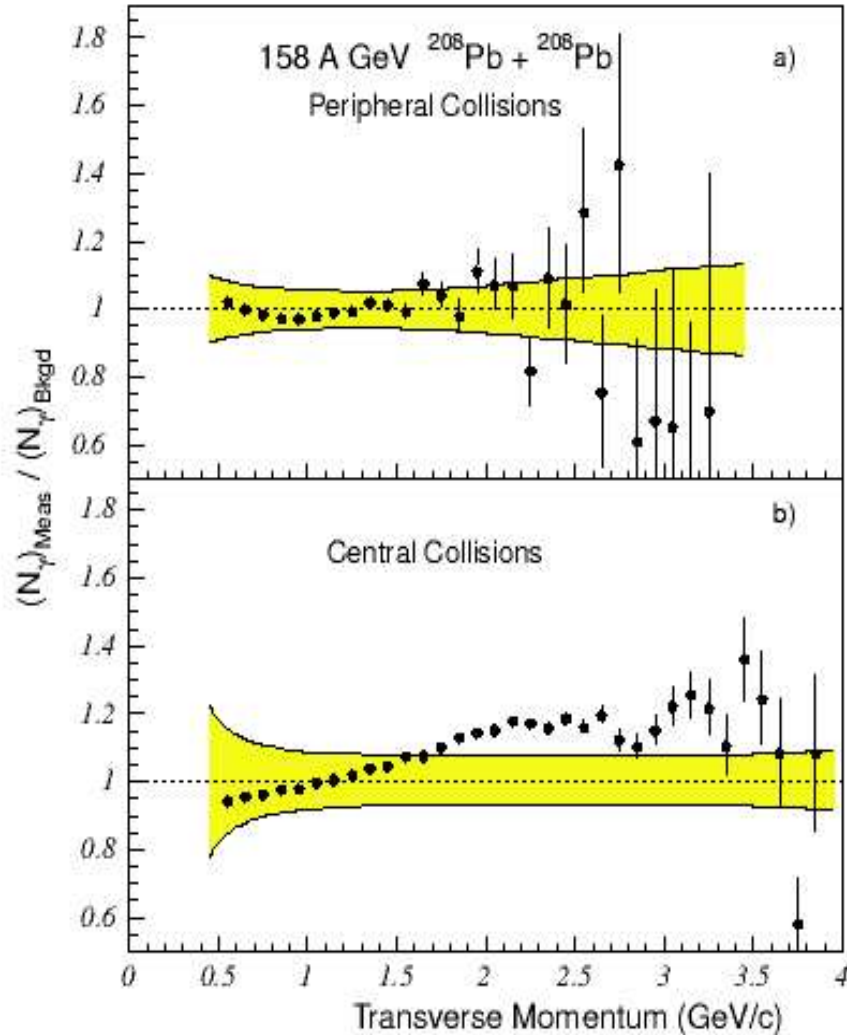 158 A GeV ²⁰⁸Pb + ²⁰⁸Pb
a)
Peripheral Collisions
1.8
1.6
1.4
1.2
1
0.8
0.6
(Nγ)Meas / (Nγ)Bkgd
b)
Central Collisions
1.8
1.6
1.4
1.2
1
0.8
0.6
0 0.5 1 1.5 2 2.5 3 3.5 4
Transverse Momentum (GeV/c)